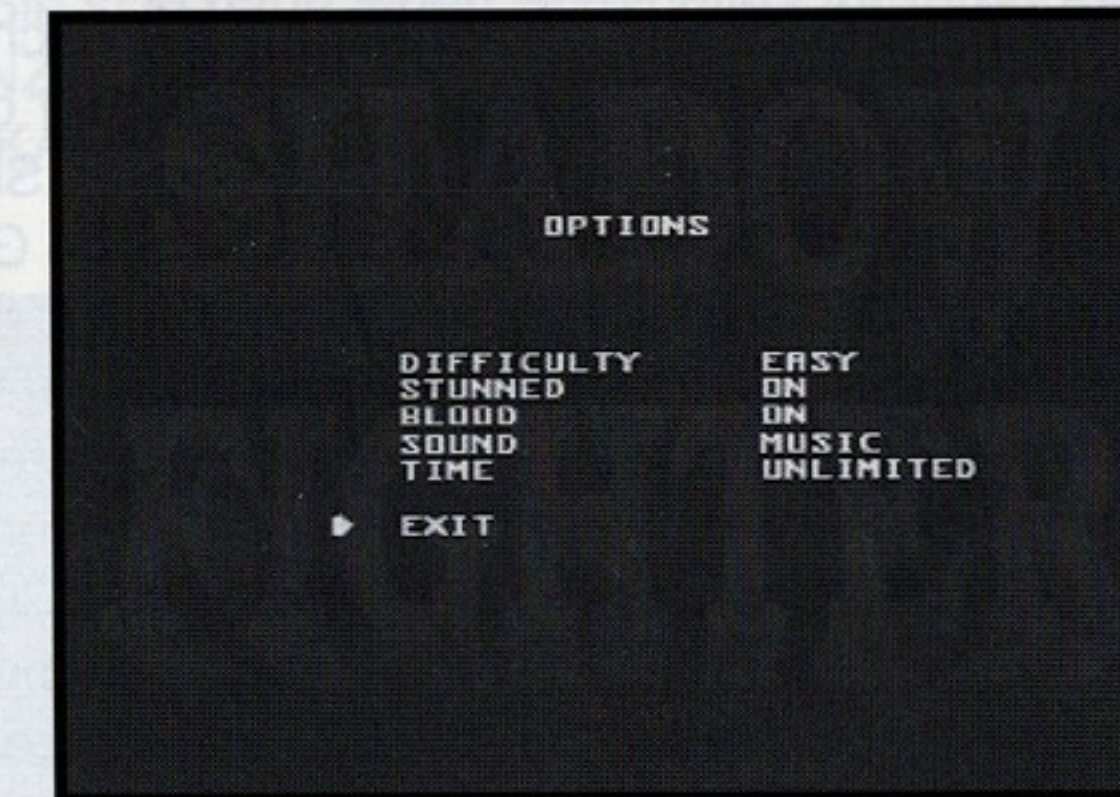 OPTIONS
DIFFICULTY EASY
STUNNED ON
BLOOD ON
SOUND MUSIC
TIME UNLIMITED
EXIT